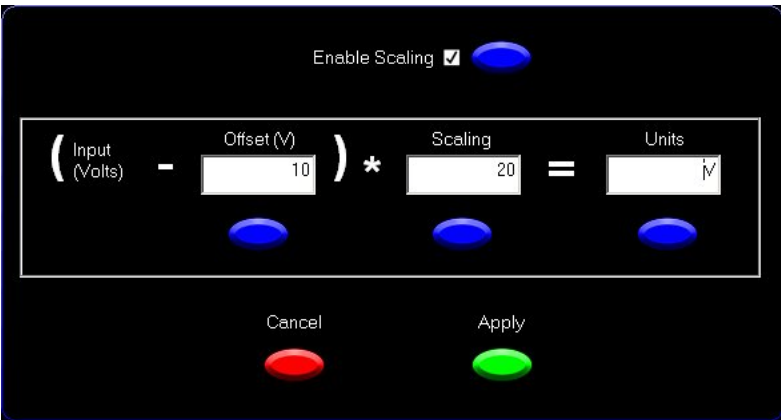 Enable Scaling
( Input (Volts) - Offset (V) 10 ) * Scaling 20 = Units V
Cancel Apply